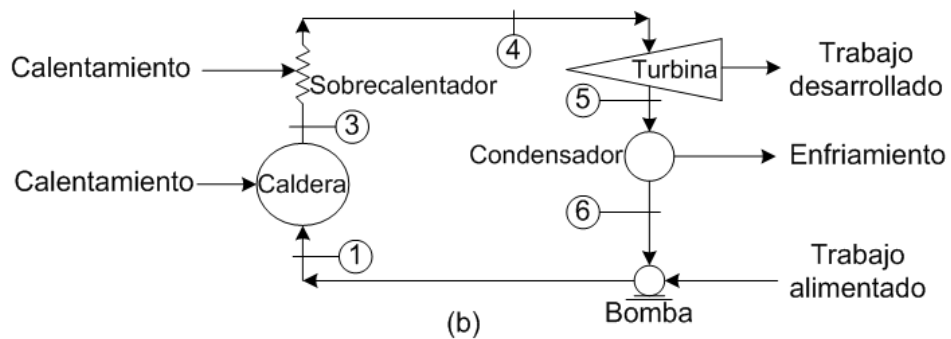 4
Calentamiento
Sobrecalentador
Turbina
Trabajo
desarrollado
5
3
Condensador
Enfriamiento
Calentamiento
Caldera
6
1
Trabajo
alimentado
Bomba
(b)